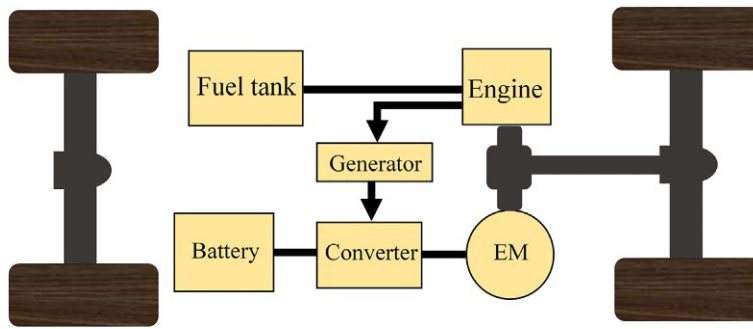 Fuel tank
Engine
Generator
Battery
Converter
EM